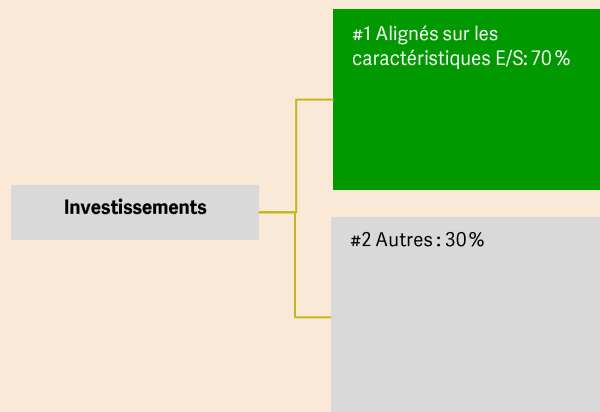 #1 Alignés sur les
caractéristiques E/S: 70 %
Investissements
#2 Autres : 30 %